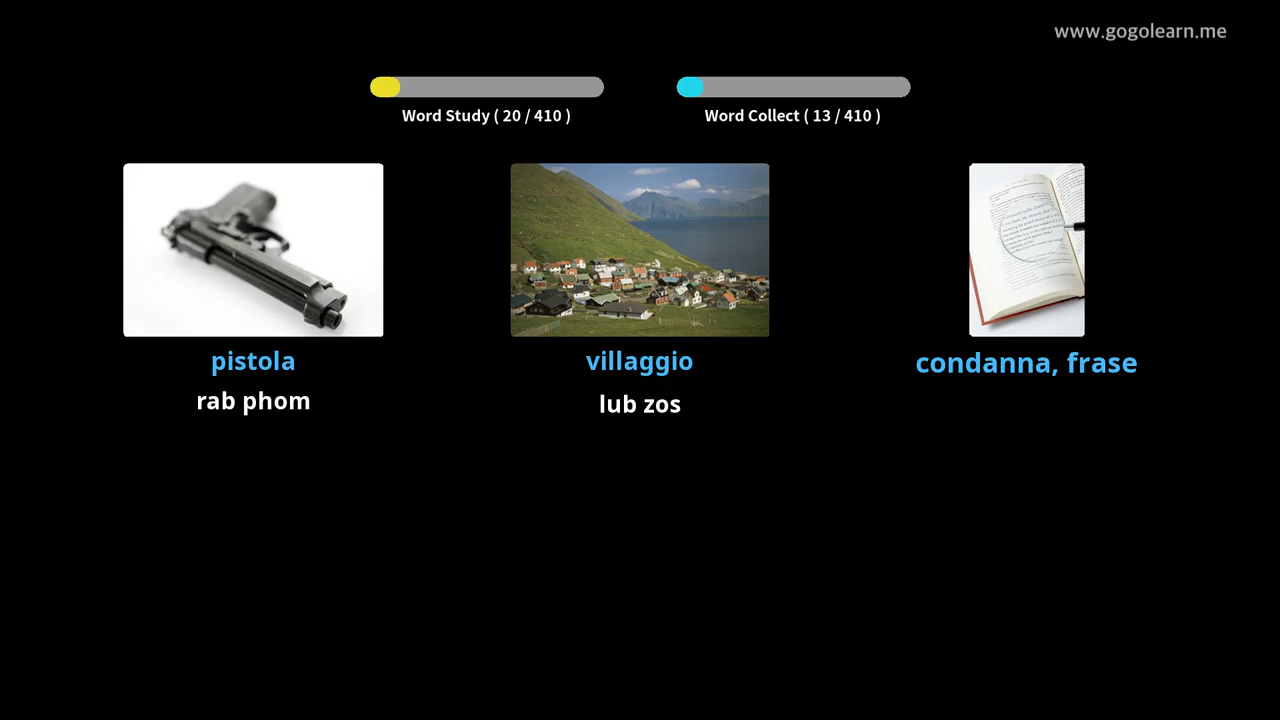 www.gogolearn.me
Word Study ( 20 / 410 )
Word Collect ( 13 / 410 )
pistola
rab phom
villaggio
lub zos
condanna, frase